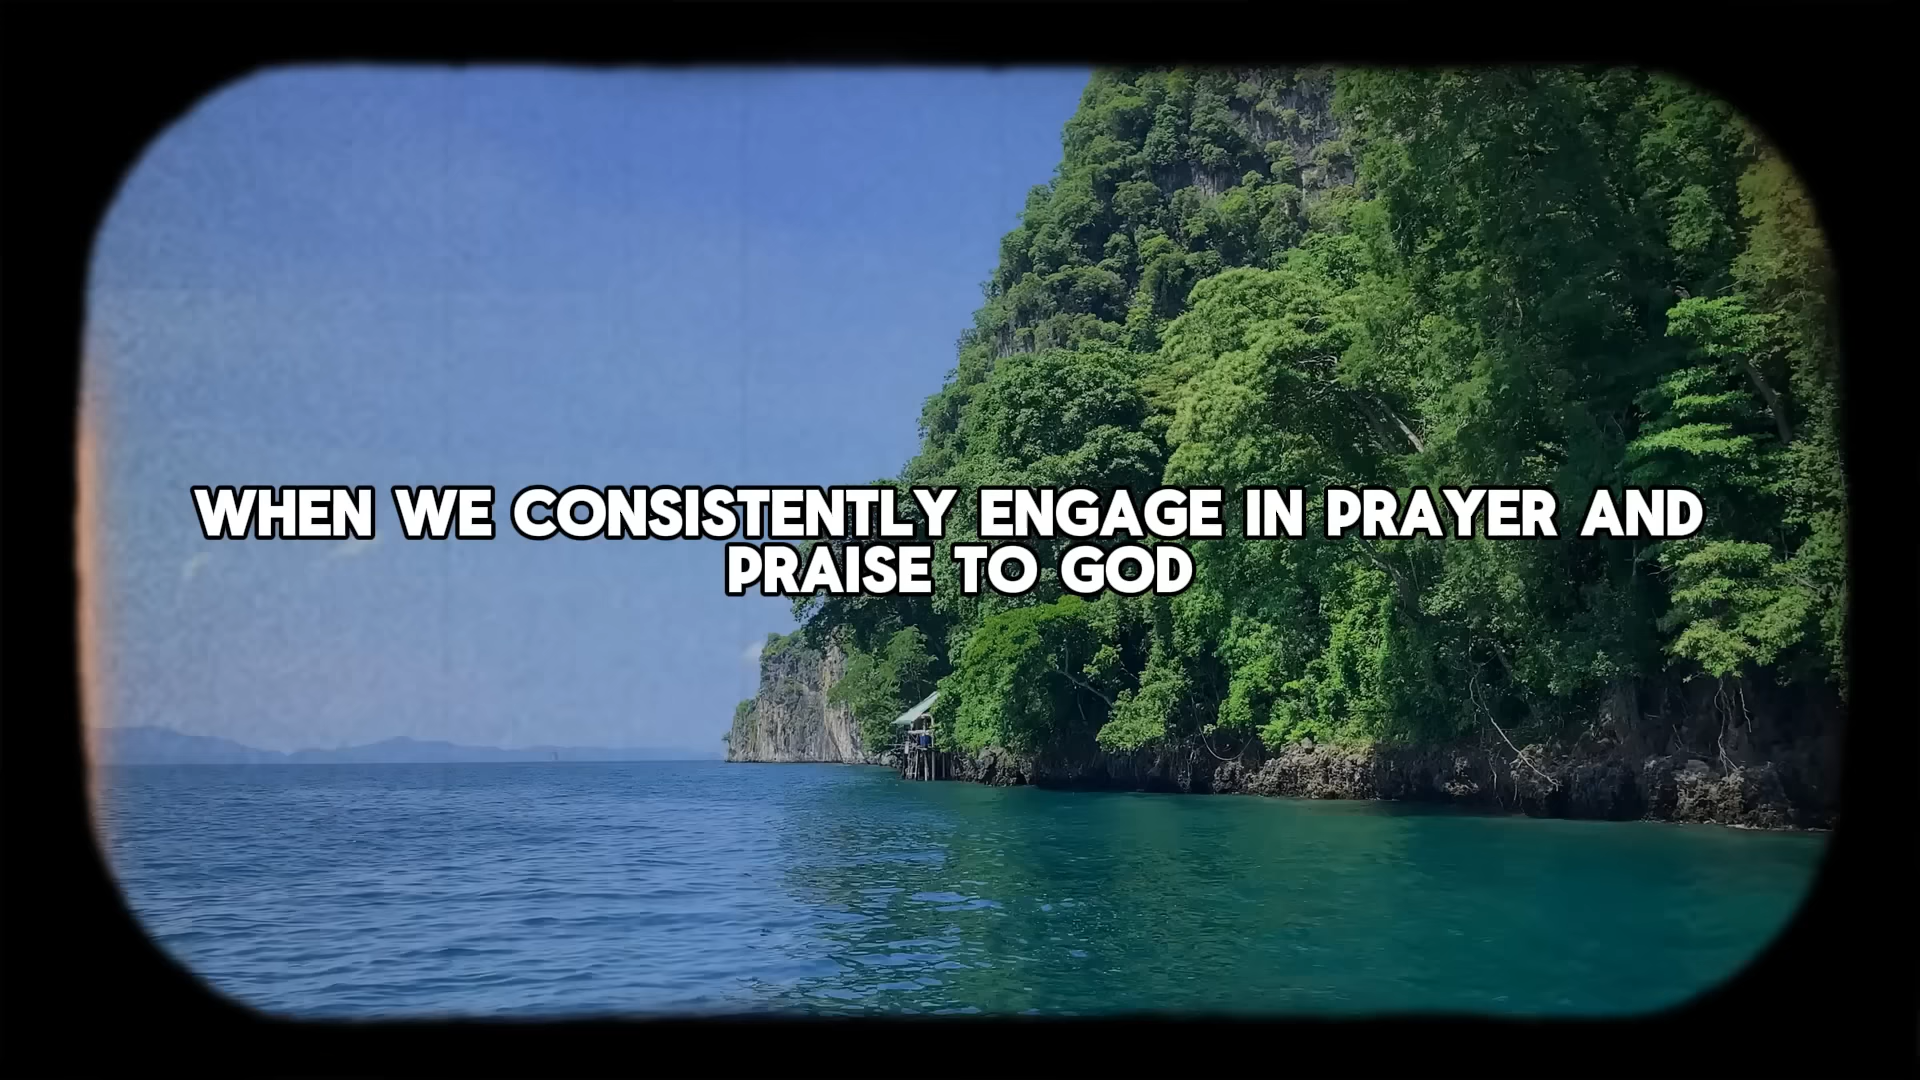 WHEN WE CONSISTENTLY ENGAGE IN PRAYER AND
PRAISE TO GOD